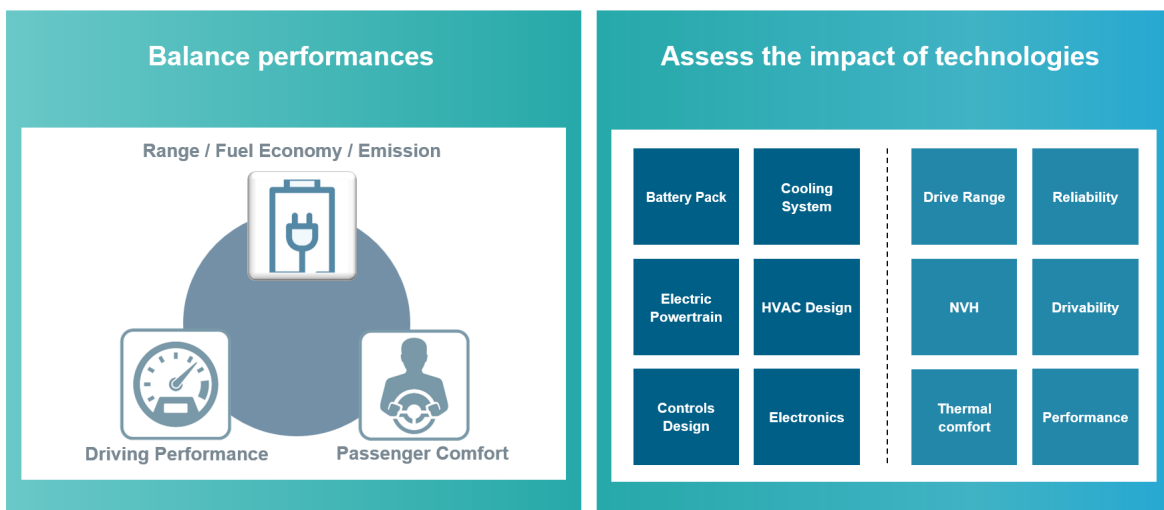 Balance performances
Range / Fuel Economy / Emission
Driving Performance
Passenger Comfort
Assess the impact of technologies
Battery Pack
Cooling
System
Drive Range
Reliability
Electric
Powertrain
HVAC Design
NVH
Drivability
Controls
Design
Electronics
Thermal
comfort
Performance